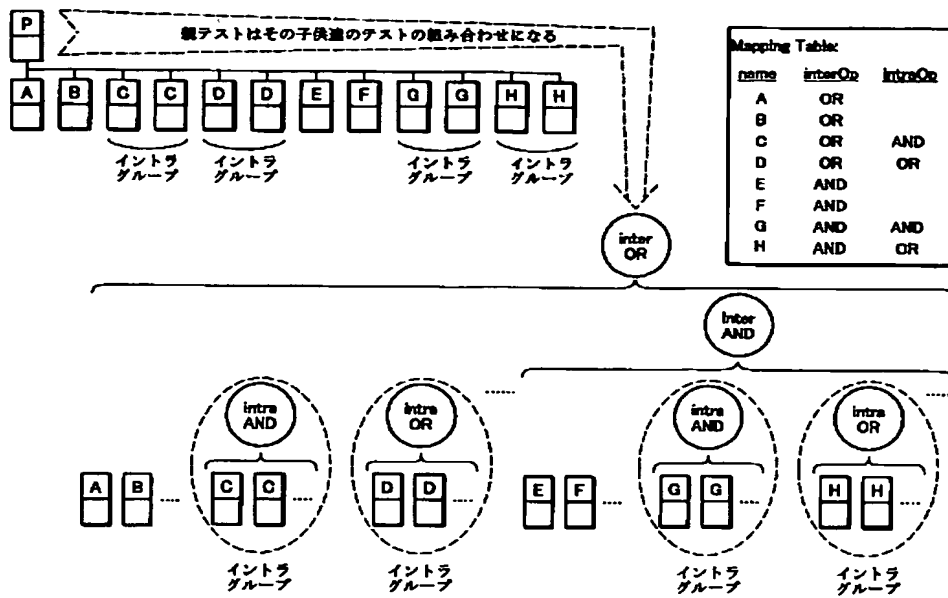 P
親テストはその子供達のテストの組み合わせになる
A B C C D D E F G G H H
イントラ
グループ
イントラ
グループ
イントラ
グループ
イントラ
グループ
Mapping Table:
name interOp intraOp
A OR
B OR
C OR AND
D OR OR
E AND
F AND
G AND AND
H AND OR
inter
OR
inter
AND
intra
AND
intra
OR
intra
AND
intra
OR
A B ..... C C ..... D D ..... E F ..... G G ..... H H .....
イントラ
グループ
イントラ
グループ
イントラ
グループ
イントラ
グループ